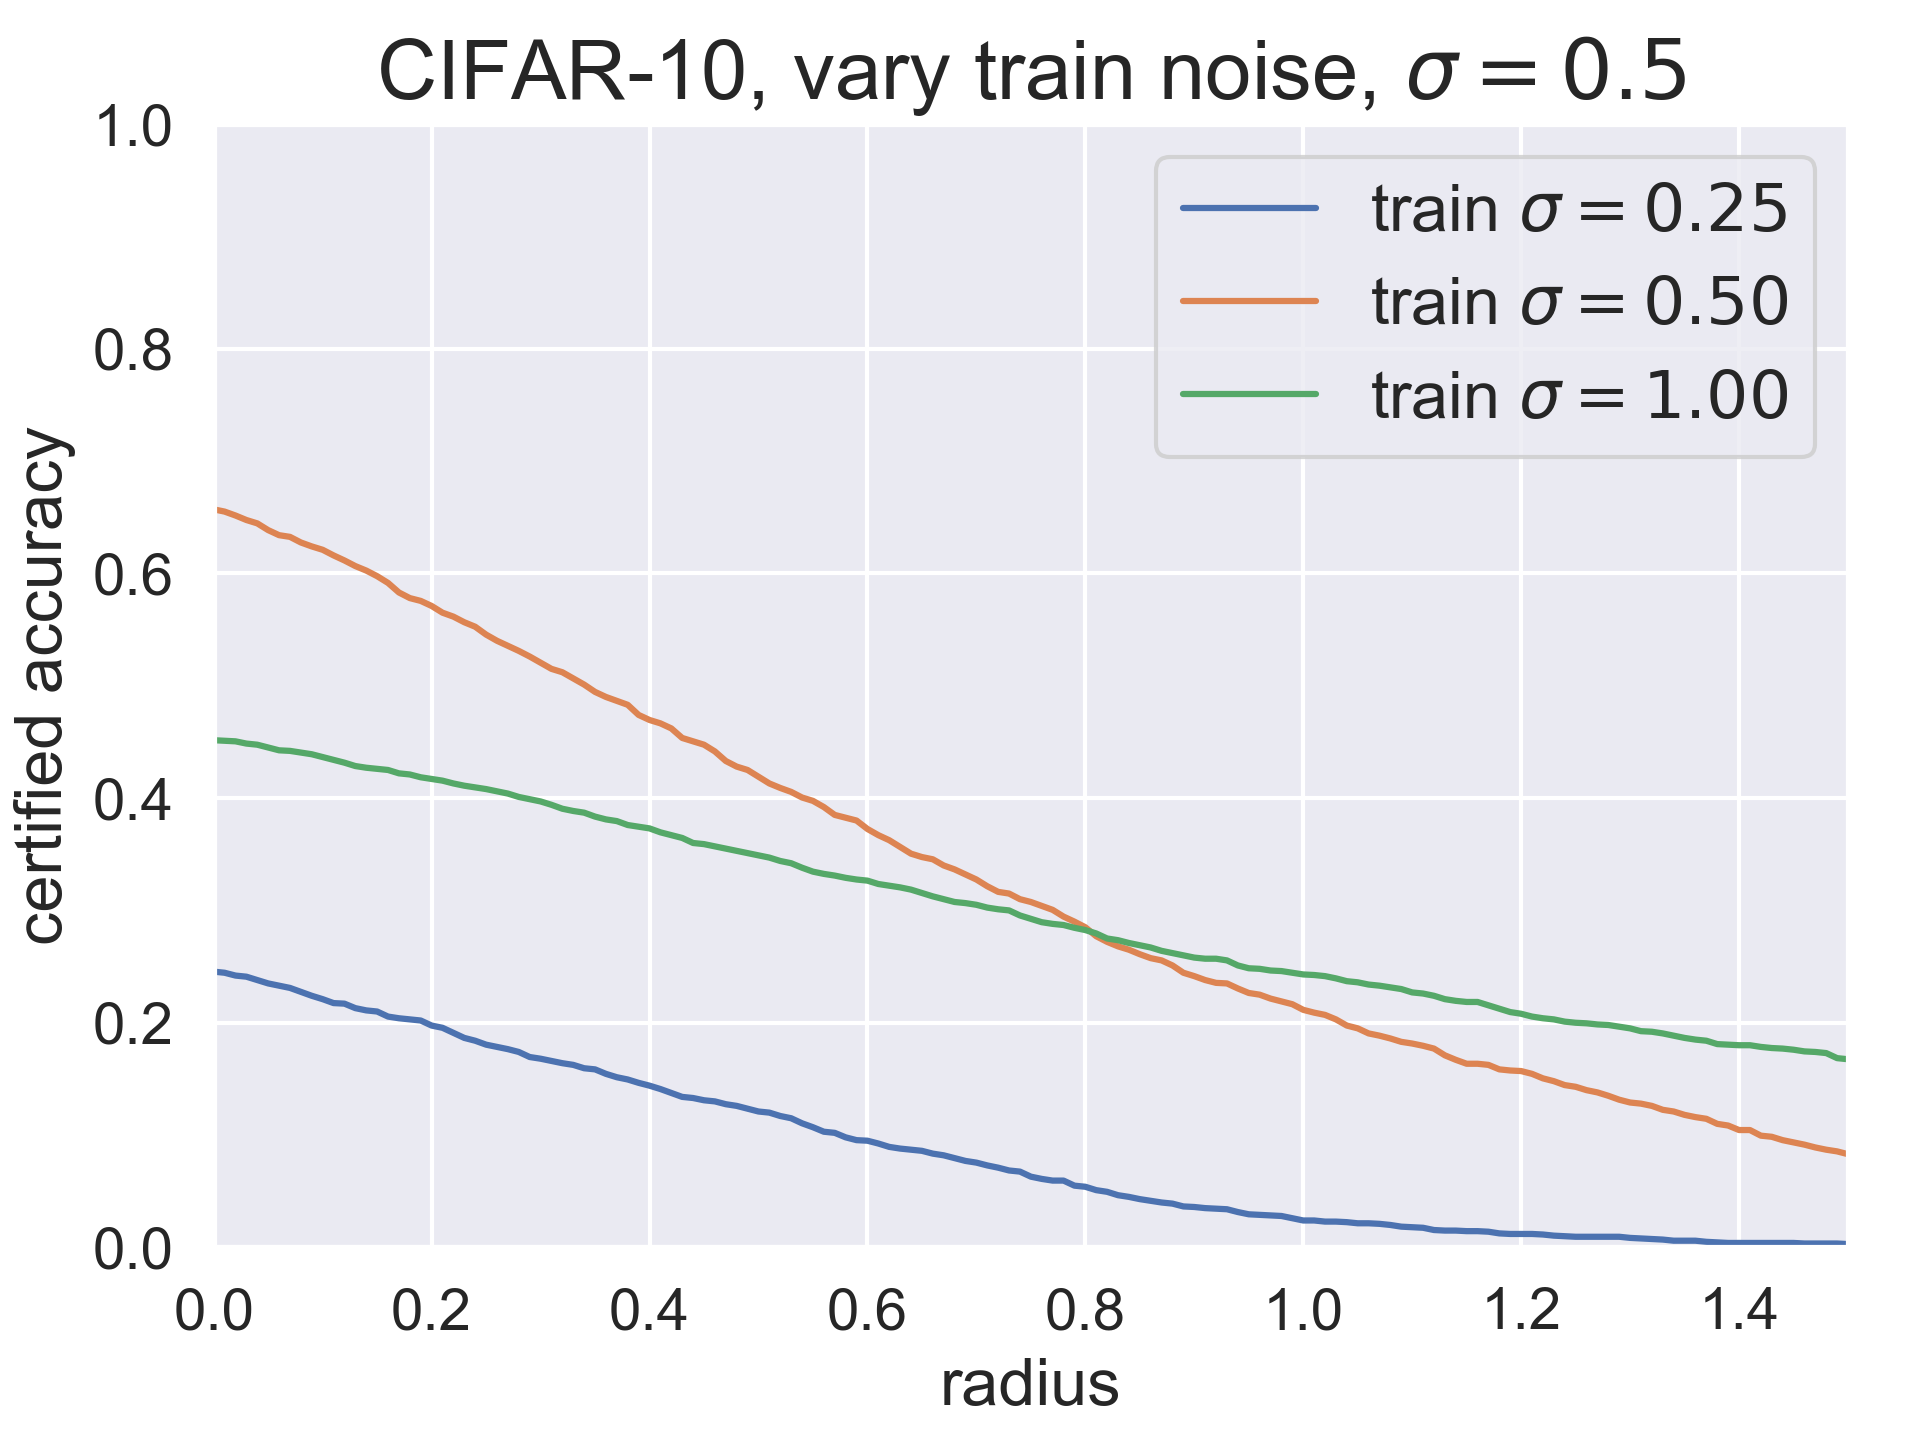 CIFAR-10, vary train noise, σ = 0.5
1.0
0.8
0.6
0.4
0.2
0.0
certified accuracy
train σ = 0.25
train σ = 0.50
train σ = 1.00
0.0 0.2 0.4 0.6 0.8 1.0 1.2 1.4
radius